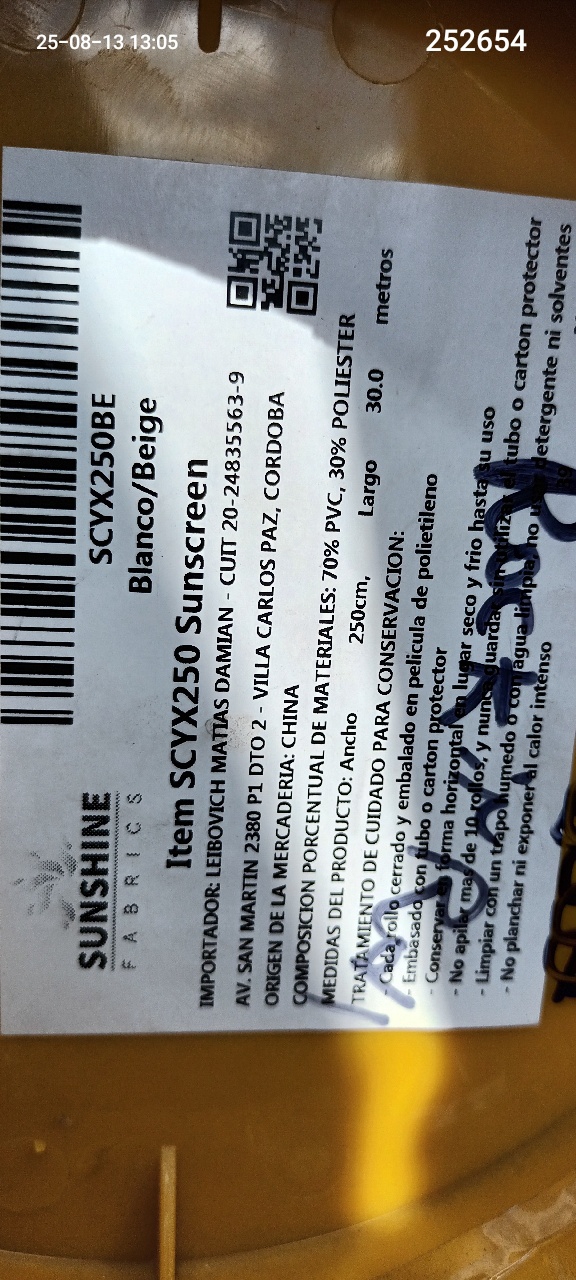 25-08-13 13:05
252654
SUNSHINE
FABRICS
SCYX250BE
Blanco/Beige
Item SCYX250 Sunscreen
IMPORTADOR: LEIBOVICH MATIAS DAMIAN - CUIT 20-24835563-9
AV. SAN MARTIN 2380 P1 DTO 2 - VILLA CARLOS PAZ, CORDOBA
ORIGEN DE LA MERCADERIA: CHINA
COMPOSICION PORCENTUAL DE MATERIALES: 70% PVC, 30% POLIESTER
MEDIDAS DEL PRODUCTO: Ancho 250cm, Largo 30.0 metros
TRATAMIENTO DE CUIDADO PARA CONSERVACION:
- Cada rollo cerrado y embalado en pelicula de polietileno
- Embasado con tubo o carton protector
- Conservar en forma horizontal en lugar seco y frio hasta su uso
- No apilar mas de 10 rollos, y nunca guardar sin utilizar el tubo o carton protector
- Limpiar con un trapo humedo o con agua limpia, no use detergente ni solventes
- No planchar ni exponer al calor intenso